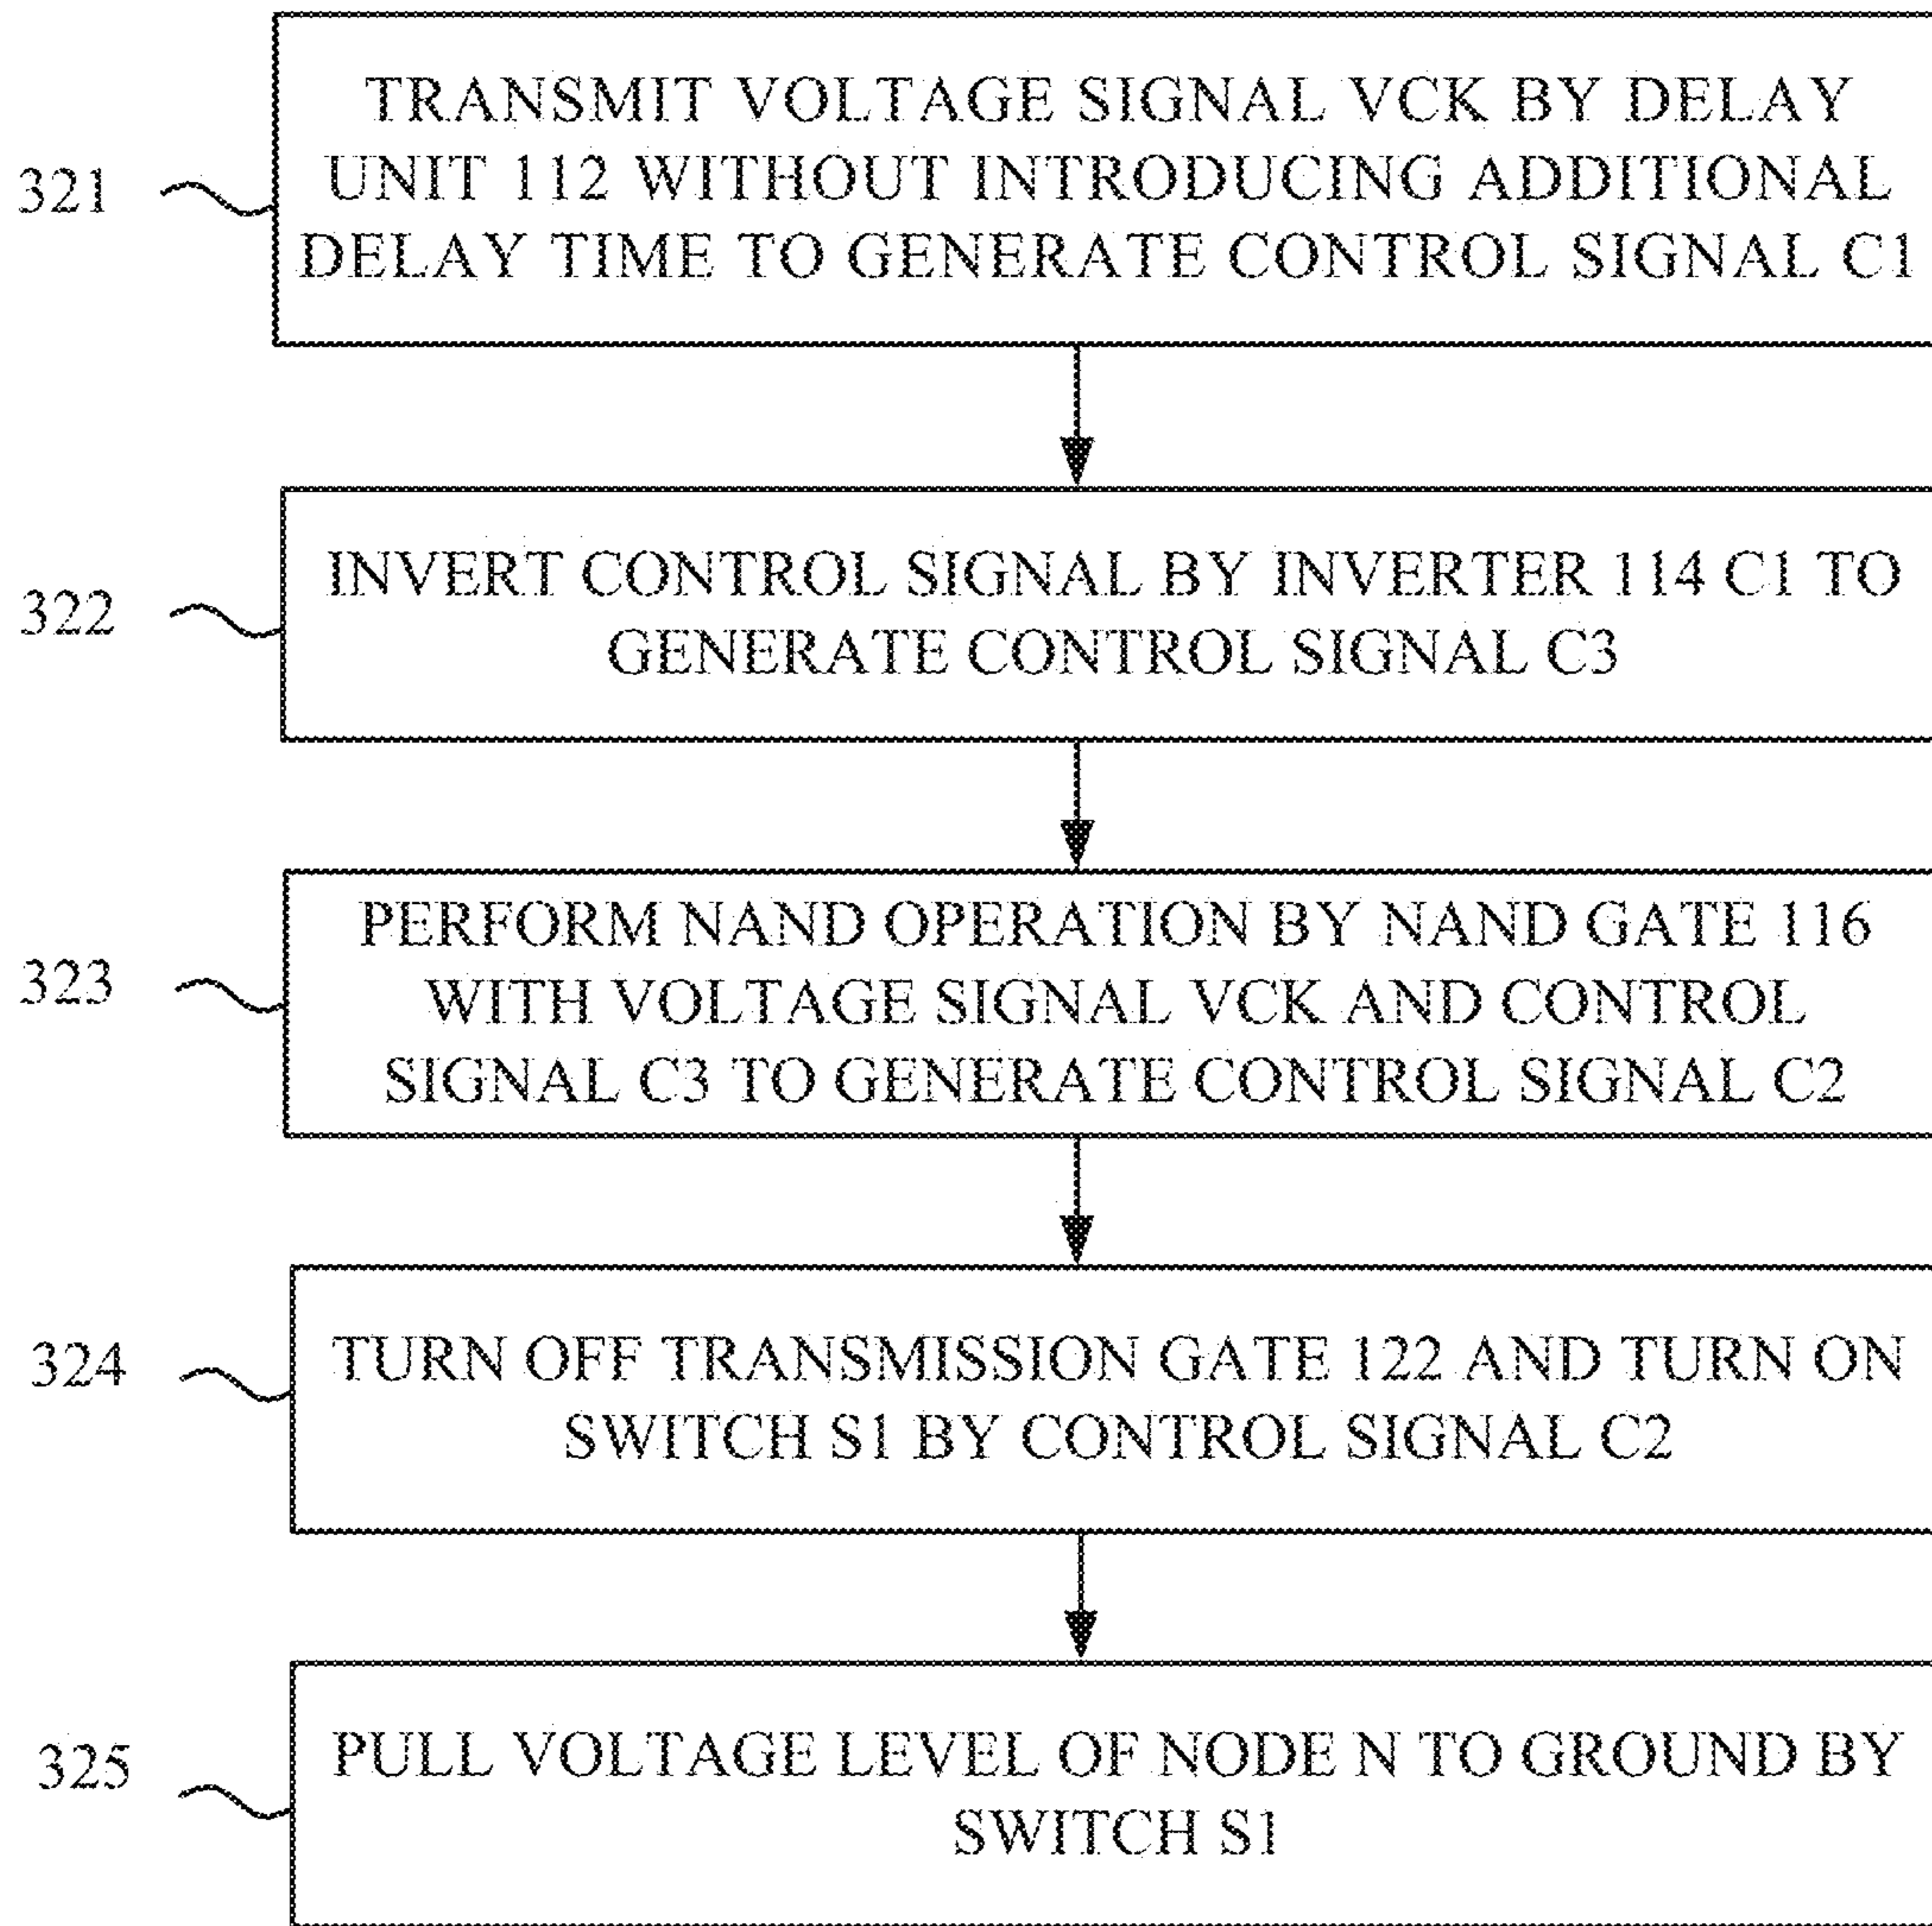 321
TRANSMIT VOLTAGE SIGNAL VCK BY DELAY
UNIT 112 WITHOUT INTRODUCING ADDITIONAL
DELAY TIME TO GENERATE CONTROL SIGNAL C1
322
INVERT CONTROL SIGNAL BY INVERTER 114 C1 TO
GENERATE CONTROL SIGNAL C3
323
PERFORM NAND OPERATION BY NAND GATE 116
WITH VOLTAGE SIGNAL VCK AND CONTROL
SIGNAL C3 TO GENERATE CONTROL SIGNAL C2
324
TURN OFF TRANSMISSION GATE 122 AND TURN ON
SWITCH S1 BY CONTROL SIGNAL C2
325
PULL VOLTAGE LEVEL OF NODE N TO GROUND BY
SWITCH S1